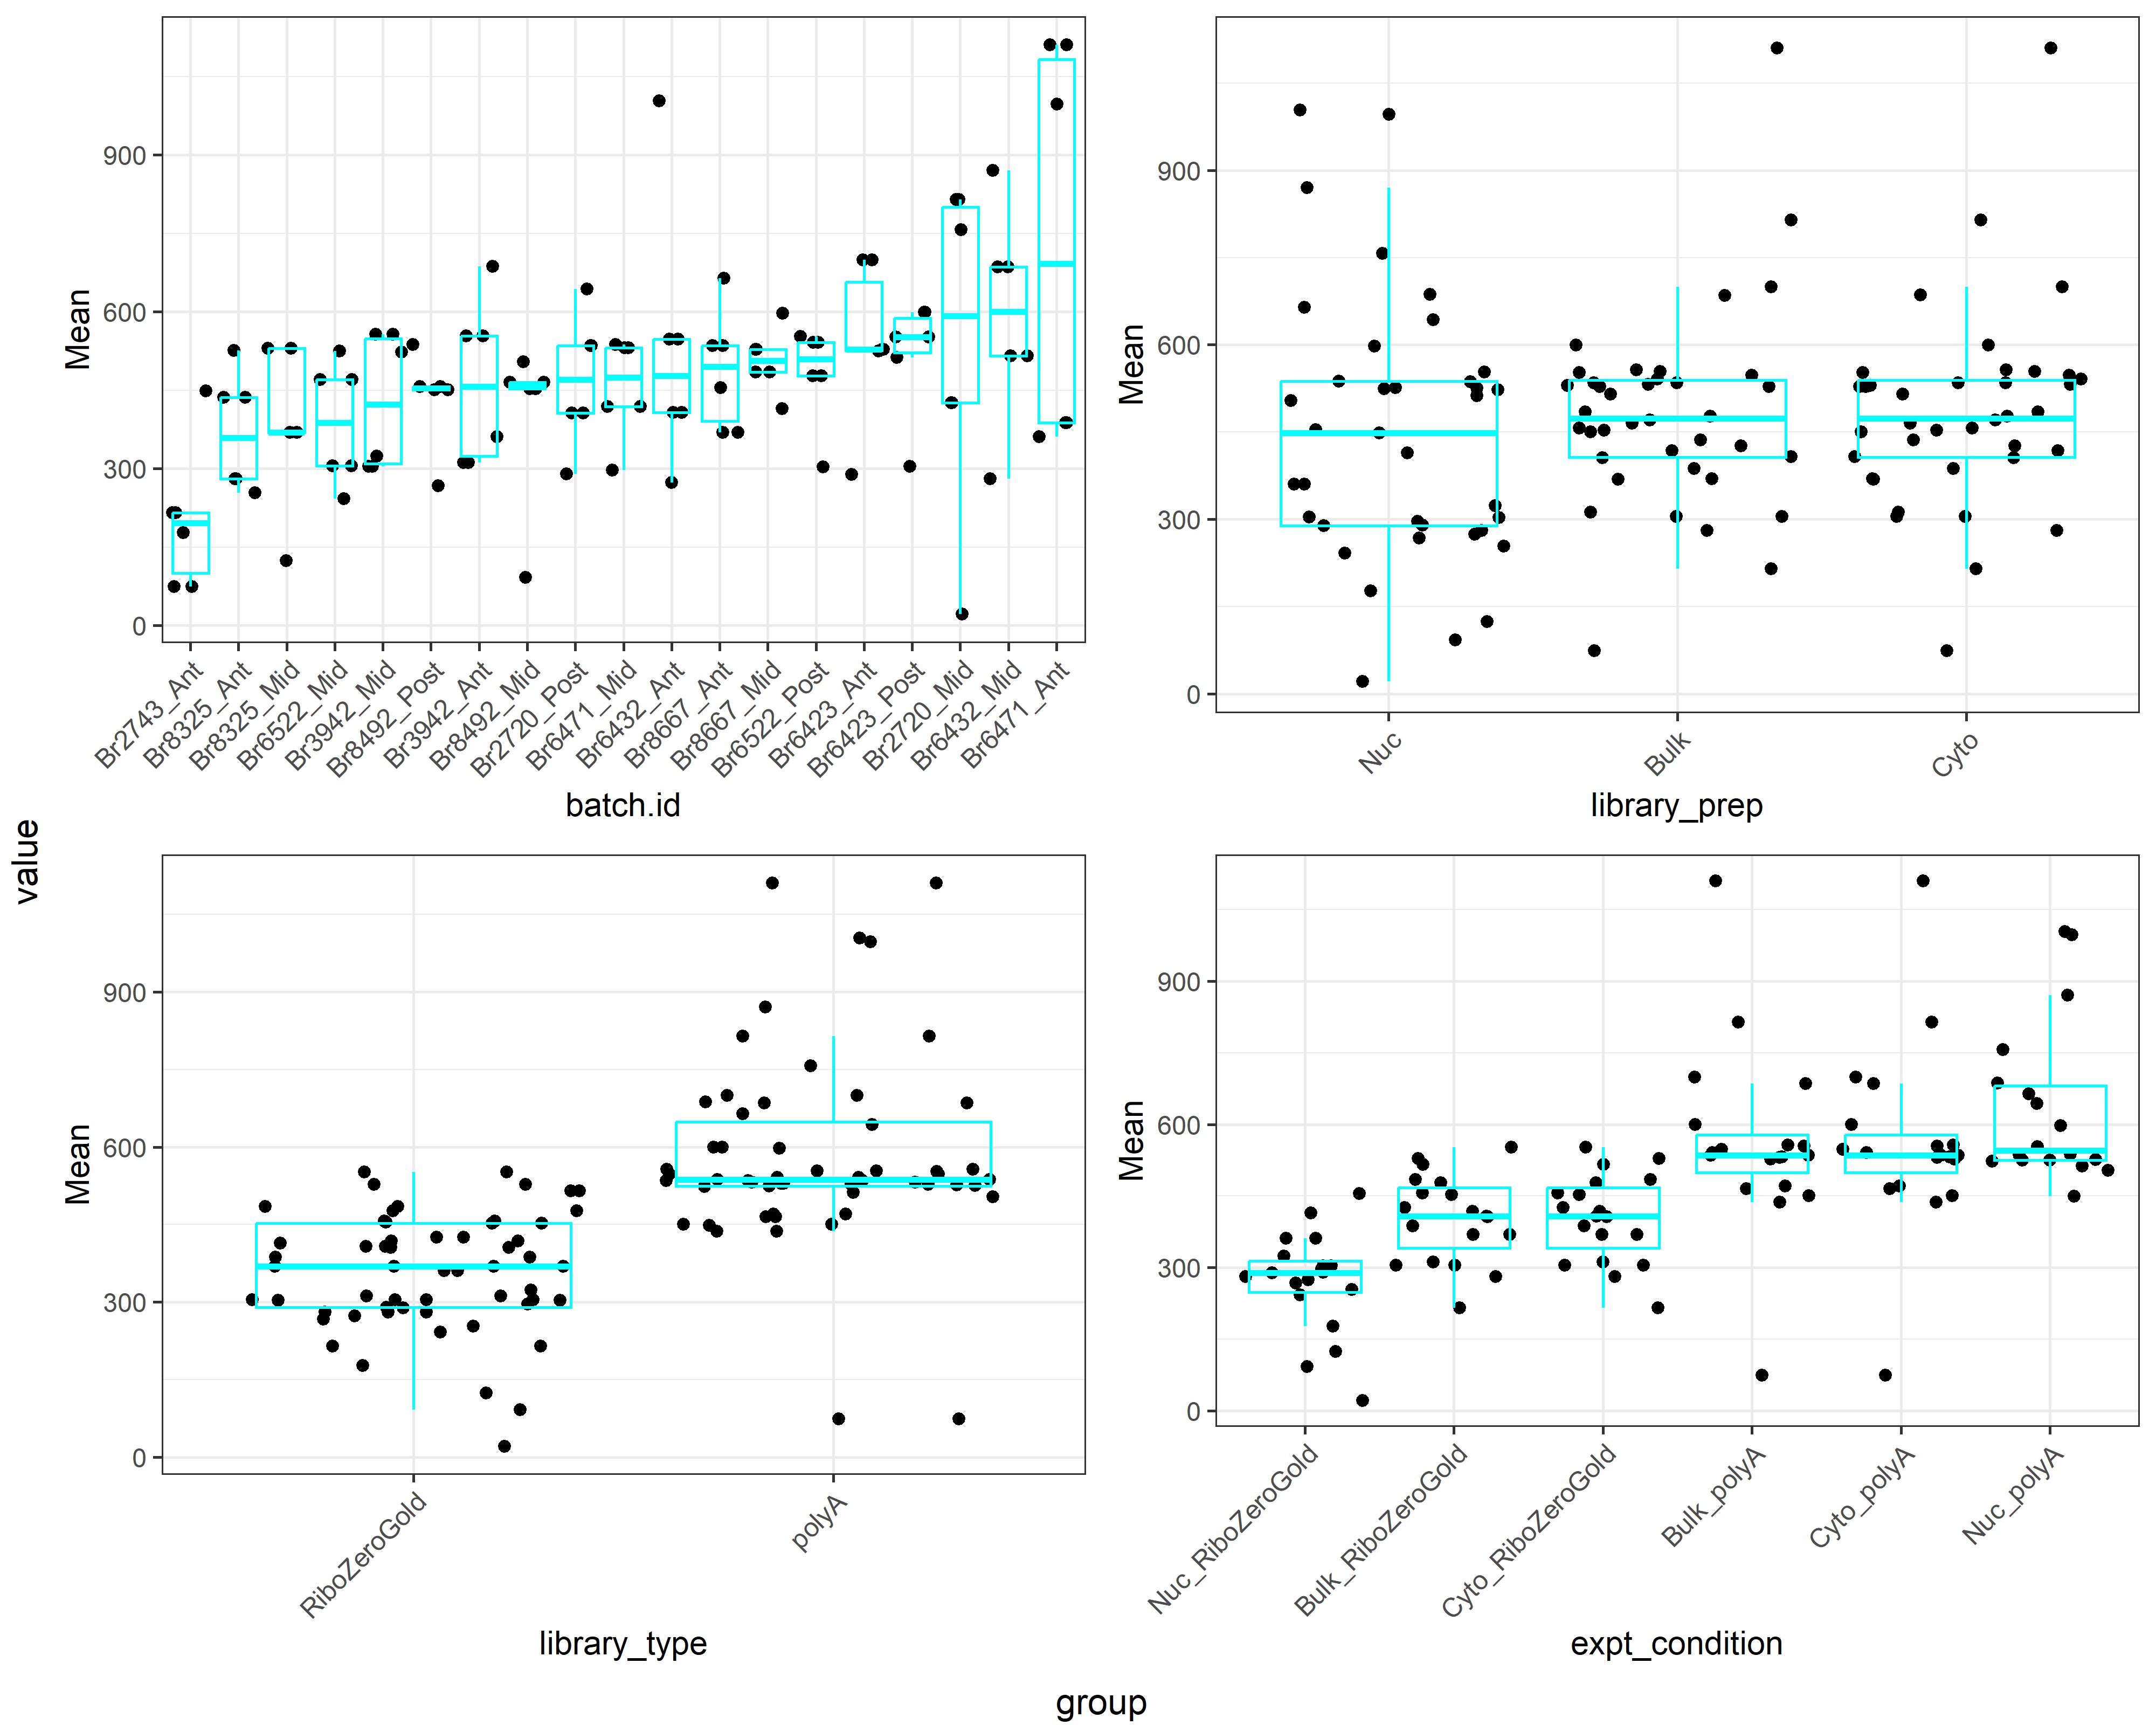 Mean
900
600
300
0
Br2743_Ant
Br8325_Ant
Br8325_Mid
Br6522_Mid
Br3942_Mid
Br8492_Post
Br3942_Ant
Br8492_Mid
Br2720_Post
Br6471_Mid
Br6432_Ant
Br8667_Ant
Br8667_Mid
Br6522_Post
Br6423_Ant
Br6423_Post
Br2720_Mid
Br6432_Mid
Br6471_Ant
batch.id
Mean
900
600
300
0
Nuc
Bulk
Cyto
library_prep
value
Mean
900
600
300
0
RiboZeroGold
polyA
library_type
Mean
900
600
300
0
Nuc_RiboZeroGold
Bulk_RiboZeroGold
Cyto_RiboZeroGold
Bulk_polyA
Cyto_polyA
Nuc_polyA
expt_condition
group